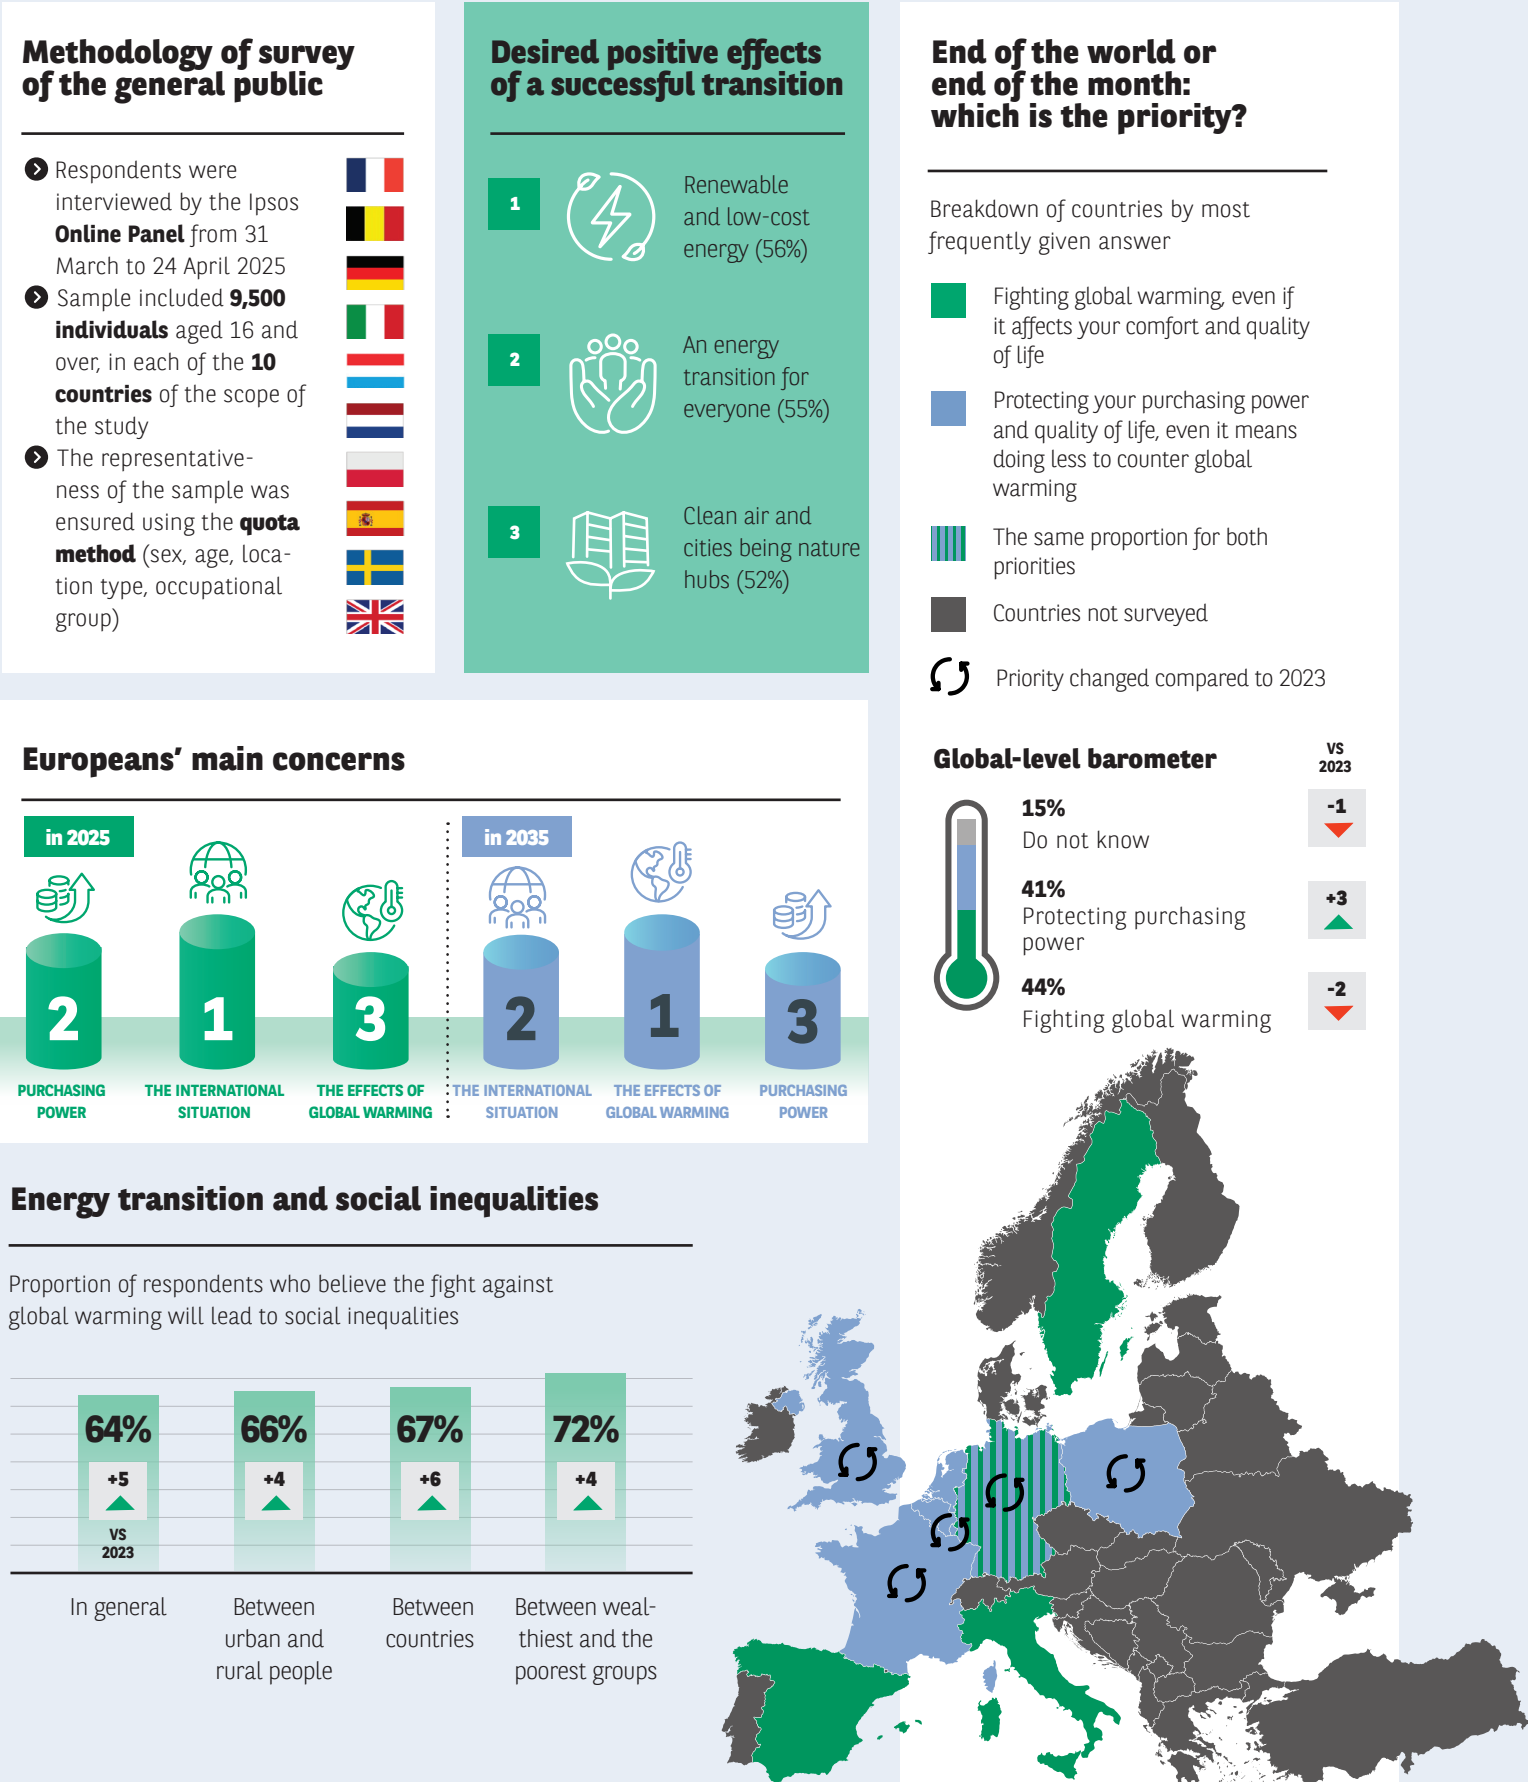 Methodology of survey
of the general public
Respondents were
interviewed by the Ipsos
Online Panel from 31
March to 24 April 2025
Sample included 9,500
individuals aged 16 and
over, in each of the 10
countries of the scope of
the study
The representative-
ness of the sample was
ensured using the quota
method (sex, age, loca-
tion type, occupational
group)
Desired positive effects
of a successful transition
1
Renewable
and low-cost
energy (56%)
2
An energy
transition for
everyone (55%)
3
Clean air and
cities being nature
hubs (52%)
End of the world or
end of the month:
which is the priority?
Breakdown of countries by most
frequently given answer
Fighting global warming, even if
it affects your comfort and quality
of life
Protecting your purchasing power
and quality of life, even it means
doing less to counter global
warming
The same proportion for both
priorities
Countries not surveyed
Priority changed compared to 2023
Global-level barometer
VS
2023
15%
Do not know
-1
41%
Protecting purchasing
power
+3
44%
Fighting global warming
-2
Europeans' main concerns
in 2025
2
1
3
PURCHASING
POWER
THE INTERNATIONAL
SITUATION
THE EFFECTS OF
GLOBAL WARMING
in 2035
2
1
3
THE INTERNATIONAL
SITUATION
THE EFFECTS OF
GLOBAL WARMING
PURCHASING
POWER
Energy transition and social inequalities
Proportion of respondents who believe the fight against
global warming will lead to social inequalities
64%
+5
VS
2023
In general
66%
+4
Between
urban and
rural people
67%
+6
Between
countries
72%
+4
Between weal-
thiest and the
poorest groups